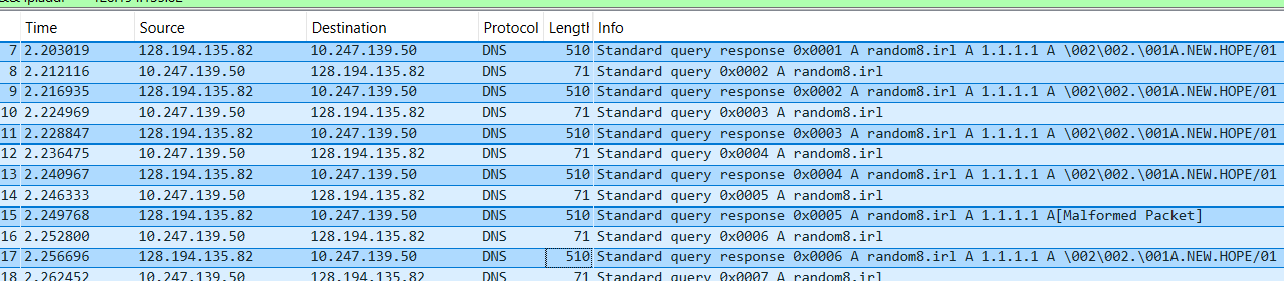 Time Source Destination Protocol Length Info
7 2.203019 128.194.135.82 10.247.139.50 DNS 510 Standard query response 0x0001 A random8.irl A 1.1.1.1 A \002\002.\001A.NEW.HOPE/01
8 2.212116 10.247.139.50 128.194.135.82 DNS 71 Standard query 0x0002 A random8.irl
9 2.216935 128.194.135.82 10.247.139.50 DNS 510 Standard query response 0x0002 A random8.irl A 1.1.1.1 A \002\002.\001A.NEW.HOPE/01
10 2.224969 10.247.139.50 128.194.135.82 DNS 71 Standard query 0x0003 A random8.irl
11 2.228847 128.194.135.82 10.247.139.50 DNS 510 Standard query response 0x0003 A random8.irl A 1.1.1.1 A \002\002.\001A.NEW.HOPE/01
12 2.236475 10.247.139.50 128.194.135.82 DNS 71 Standard query 0x0004 A random8.irl
13 2.240967 128.194.135.82 10.247.139.50 DNS 510 Standard query response 0x0004 A random8.irl A 1.1.1.1 A \002\002.\001A.NEW.HOPE/01
14 2.246333 10.247.139.50 128.194.135.82 DNS 71 Standard query 0x0005 A random8.irl
15 2.249768 128.194.135.82 10.247.139.50 DNS 510 Standard query response 0x0005 A random8.irl A 1.1.1.1 A[Malformed Packet]
16 2.252800 10.247.139.50 128.194.135.82 DNS 71 Standard query 0x0006 A random8.irl
17 2.256696 128.194.135.82 10.247.139.50 DNS 510 Standard query response 0x0006 A random8.irl A 1.1.1.1 A \002\002.\001A.NEW.HOPE/01
18 2.262452 10.247.139.50 128.194.135.82 DNS 71 Standard query 0x0007 A random8.irl